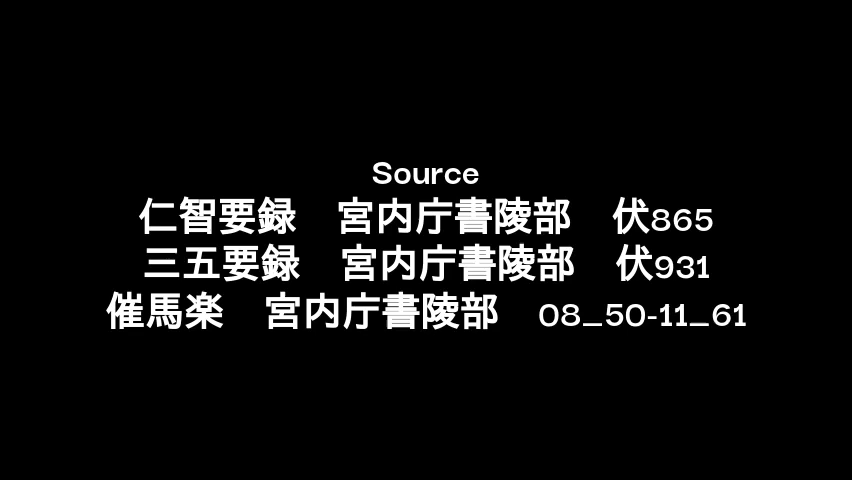 Source
仁智要録　宮内庁書陵部　伏865
三五要録　宮内庁書陵部　伏931
催馬楽　宮内庁書陵部　08_50-11_61